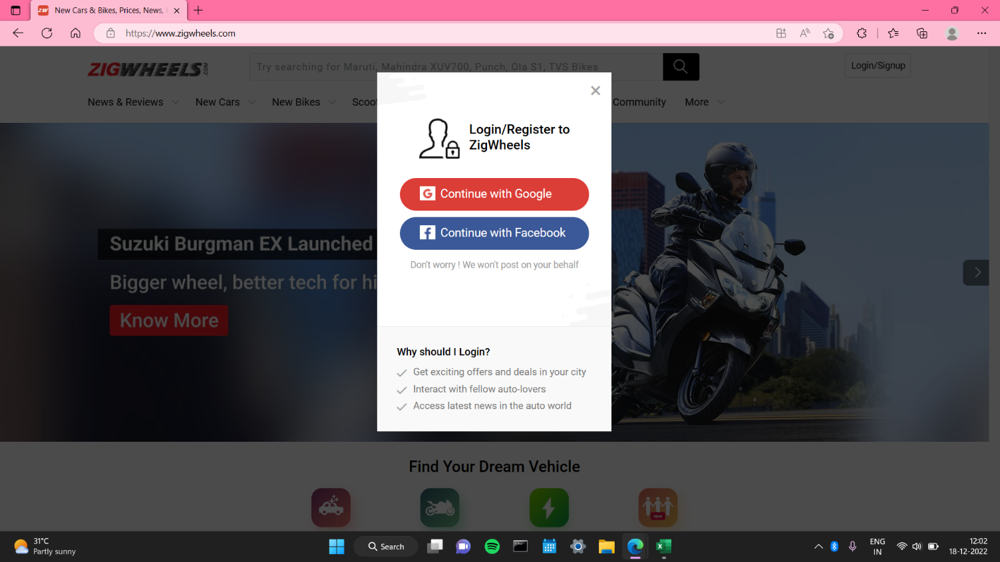 New Cars & Bikes, Prices, News,
https://www.zigwheels.com
ZIGWHEELS.COM
Try searching for Maruti, Mahindra XUV700, Punch, Ola S1, TVS Bikes
Login/Signup
News & Reviews New Cars New Bikes Scoot Community More
Login/Register to
ZigWheels
G Continue with Google
f Continue with Facebook
Don't worry ! We won't post on your behalf
Suzuki Burgman EX Launched
Bigger wheel, better tech for hi
Know More
Why should I Login?
Get exciting offers and deals in your city
Interact with fellow auto-lovers
Access latest news in the auto world
Find Your Dream Vehicle
NEW
31°C
Partly sunny
Search
ENG
IN
12:02
18-12-2022